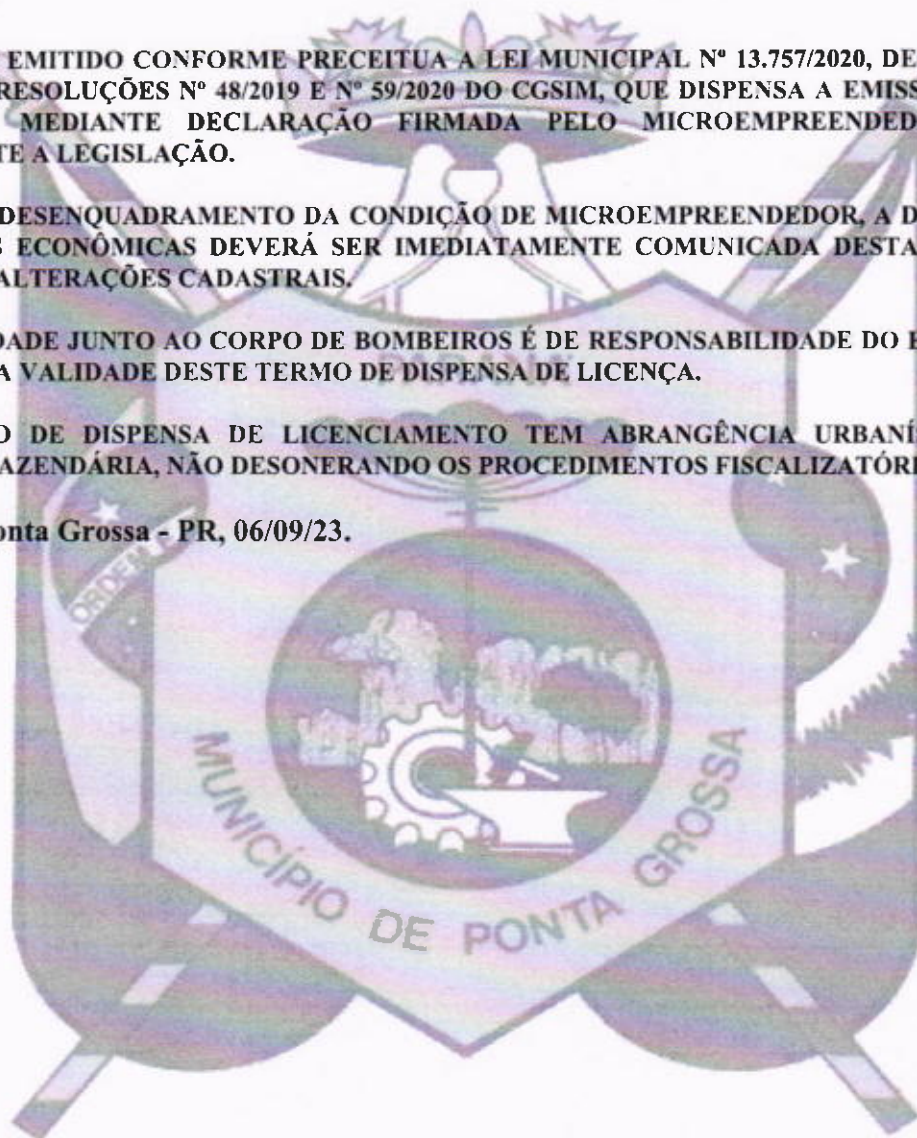 EMITIDO CONFORME PRECEITUA A LEI MUNICIPAL Nº 13.757/2020, DE
RESOLUÇÕES Nº 48/2019 E Nº 59/2020 DO CGSIM, QUE DISPENSA A EMISS
MEDIANTE DECLARAÇÃO FIRMADA PELO MICROEMPREENDED
TE A LEGISLAÇÃO.
DESENQUADRAMENTO DA CONDIÇÃO DE MICROEMPREENDEDOR, A D
S ECONÔMICAS DEVERÁ SER IMEDIATAMENTE COMUNICADA DESTA
ALTERAÇÕES CADASTRAIS.
DADE JUNTO AO CORPO DE BOMBEIROS É DE RESPONSABILIDADE DO
A VALIDADE DESTE TERMO DE DISPENSA DE LICENÇA.
PARANÁ
O DE DISPENSA DE LICENCIAMENTO TEM ABRANGÊNCIA URBANÍ
AZENDÁRIA, NÃO DESONERANDO OS PROCEDIMENTOS FISCALIZATÓRI
onta Grossa - PR, 06/09/23.
ORDEM E
MUNICÍPIO DE PONTA GROSSA